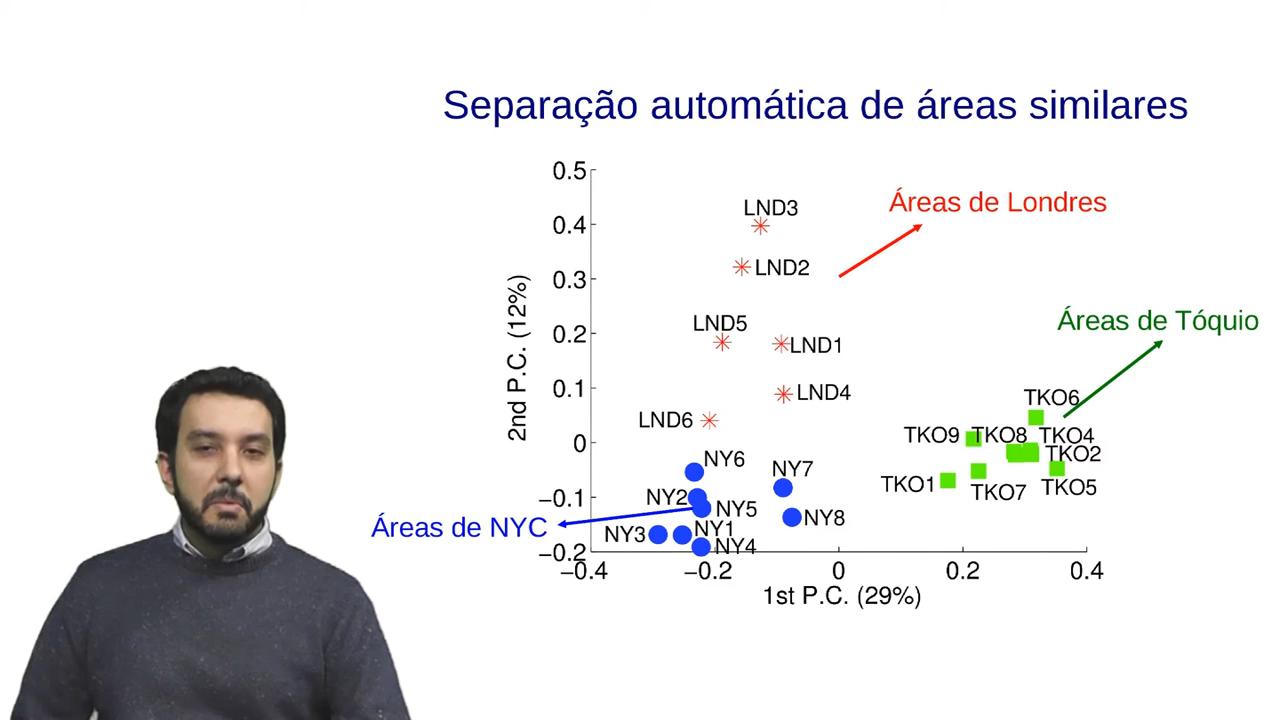 Separação automática de áreas similares
0.5
0.4
0.3
0.2
0.1
0
−0.1
−0.2
2nd P.C. (12%)
LND3
LND2
LND5
LND1
LND4
LND6
Áreas de Londres
Áreas de Tóquio
TKO6
TKO9
TKO8
TKO4
TKO2
TKO1
TKO7
TKO5
NY6
NY7
NY2
NY5
NY8
NY3
NY1
NY4
Áreas de NYC
−0.4
−0.2
0
0.2
0.4
1st P.C. (29%)